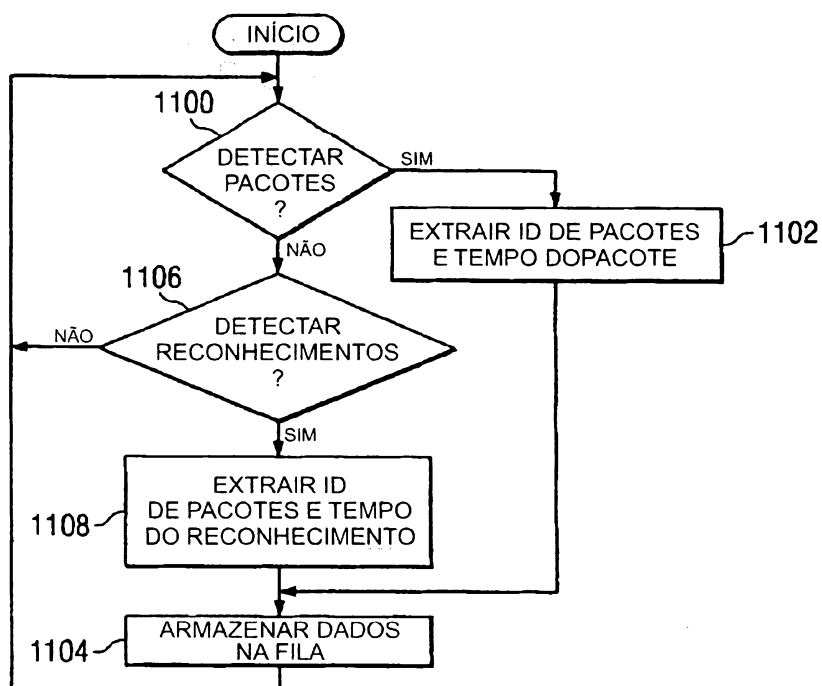 INÍCIO
1100
DETECTAR
PACOTES
?
SIM
EXTRAIR ID DE PACOTES
E TEMPO DOPACOTE
1102
NÃO
1106
DETECTAR
RECONHECIMENTOS
?
NÃO
SIM
EXTRAIR ID
DE PACOTES E TEMPO
DO RECONHECIMENTO
1108
ARMAZENAR DADOS
NA FILA
1104